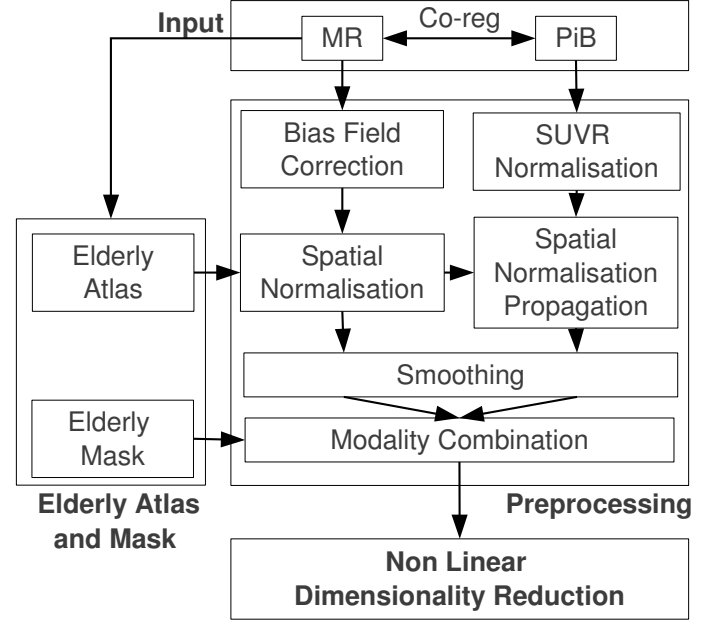 Input
Co-reg
MR
PiB
Bias Field
Correction
SUVR
Normalisation
Elderly
Atlas
Spatial
Normalisation
Spatial
Normalisation
Propagation
Smoothing
Elderly
Mask
Modality Combination
Elderly Atlas
and Mask
Preprocessing
Non Linear
Dimensionality Reduction